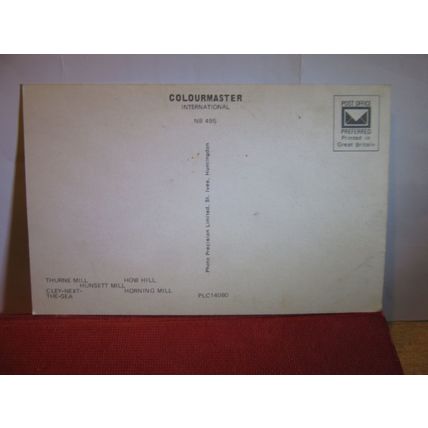 COLOURMASTER
INTERNATIONAL
NB 495
POST OFFICE
PREFERRED
Printed in
Great Britain
Photo Precision Limited, St. Ives, Huntingdon
THURNE MILL HOW HILL
HUNSETT MILL
CLEY-NEXT- HORNING MILL
THE-SEA
PLC14080